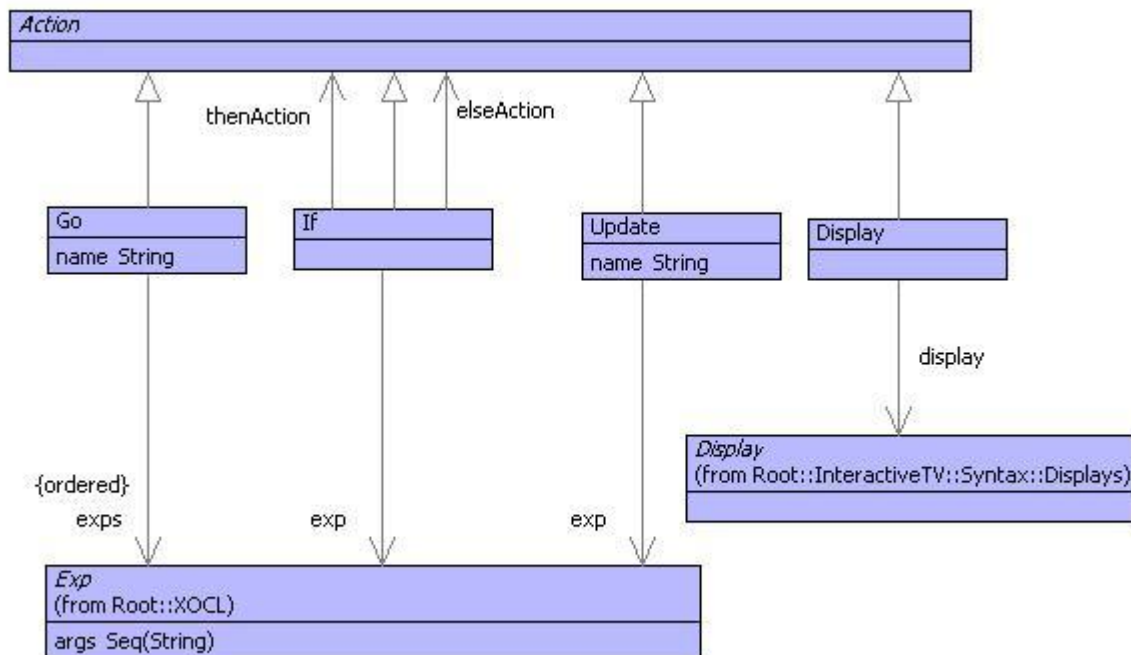 Action
thenAction
elseAction
Go
name String
If
Update
name String
Display
display
Display
(from Root::InteractiveTV::Syntax::Displays)
{ordered}
exps
exp
exp
Exp
(from Root::XOCL)
args Seq(String)